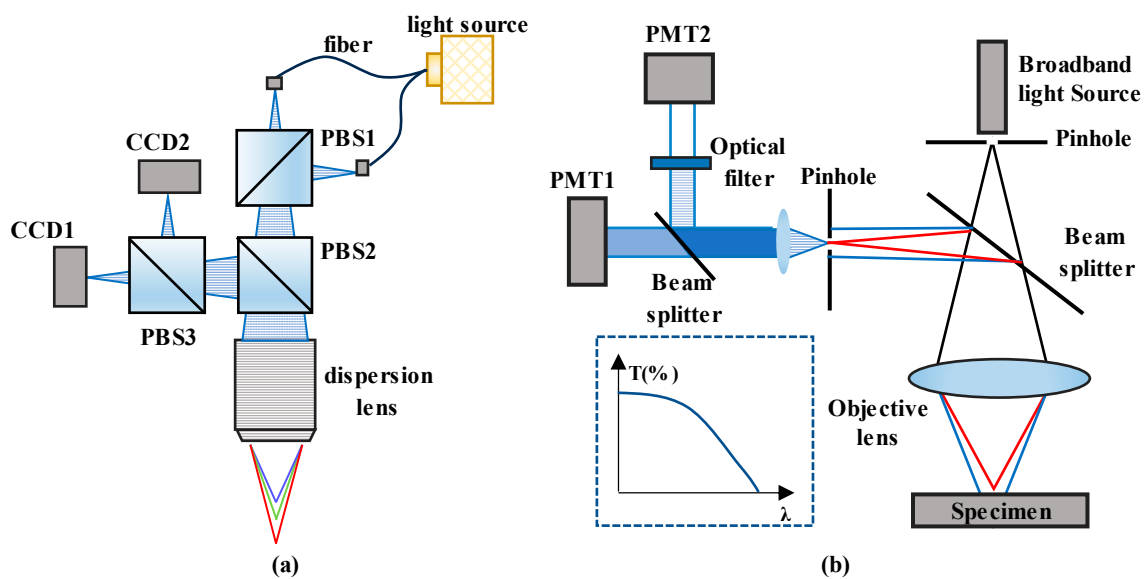 light source
fiber
PBS1
CCD2
CCD1
PBS2
PBS3
dispersion
lens
(a)
PMT2
Broadband
light Source
Pinhole
Optical
filter
Pinhole
PMT1
Beam
splitter
Beam
splitter
T(%)
λ
Objective
lens
Specimen
(b)